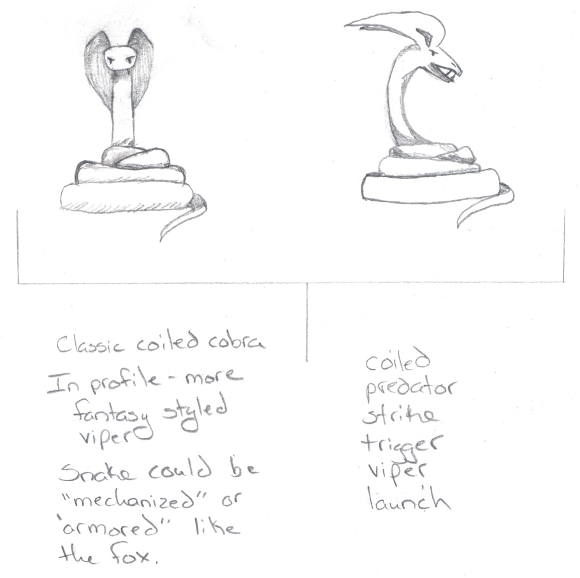 Classic coiled cobra
In profile - more
fantasy styled
viper
Snake could be
"mechanized" or
"armored" like
the fox.
coiled
predator
strike
trigger
viper
launch